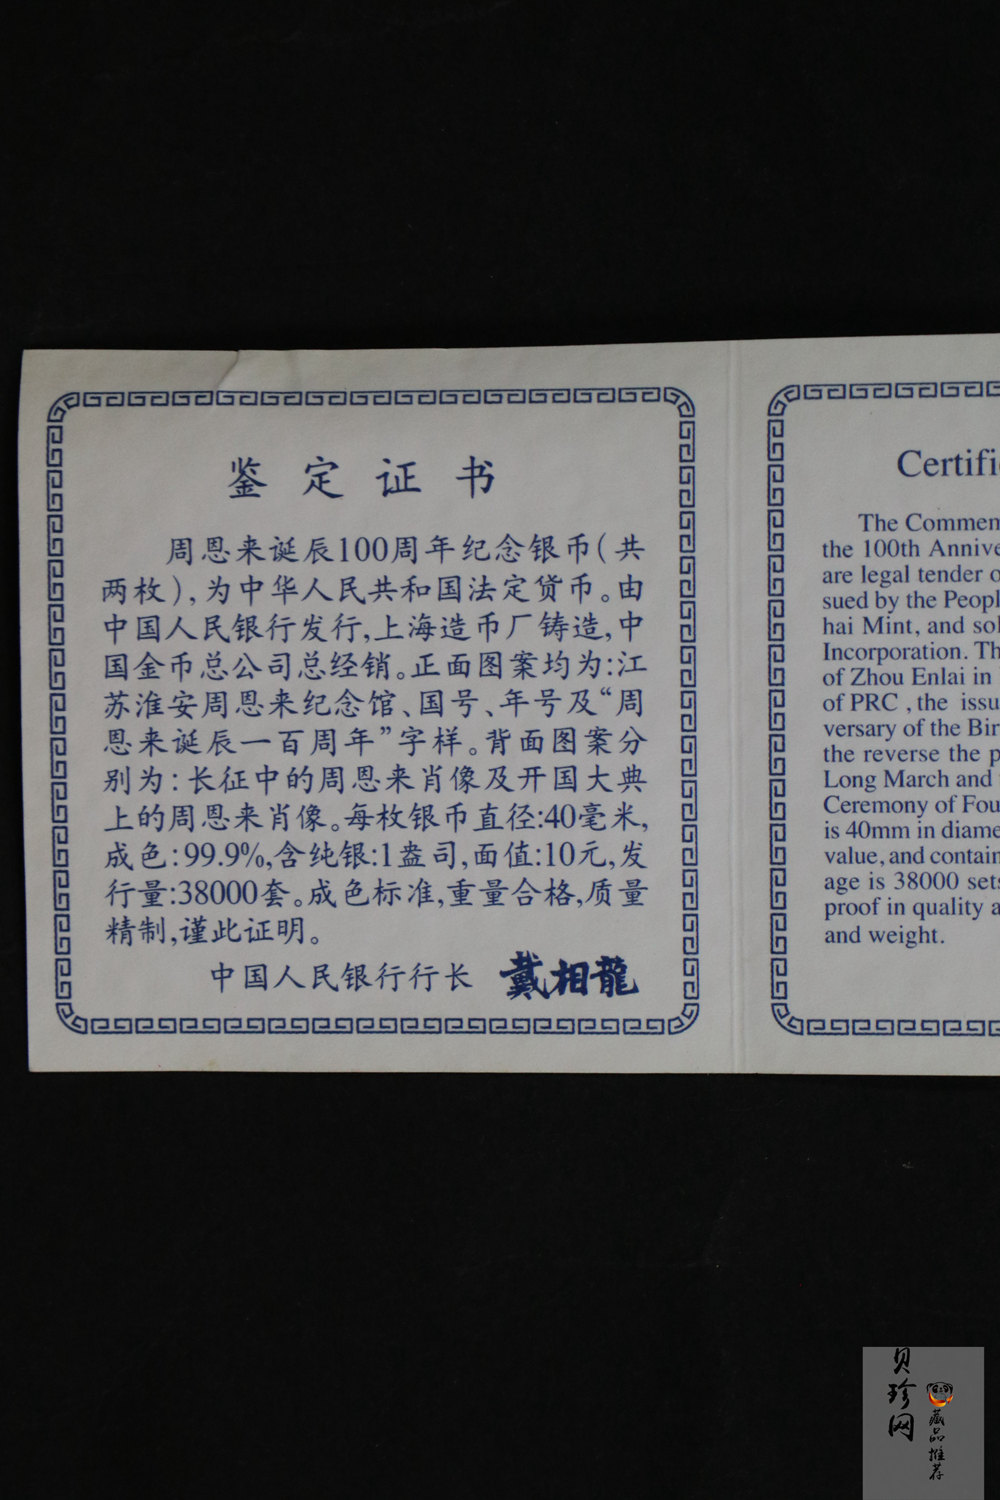 鉴定证书
周恩来诞辰100周年纪念银币(共
两枚),为中华人民共和国法定货币。由
中国人民银行发行,上海造币厂铸造,中
国金币总公司总经销。正面图案均为:江
苏淮安周恩来纪念馆、国号、年号及“周
恩来诞辰一百周年”字样。背面图案分
别为:长征中的周恩来肖像及开国大典
上的周恩来肖像。每枚银币直径:40毫米,
成色:99.9%,含纯银:1盎司,面值:10元,发
行量:38000套。成色标准,重量合格,质量
精制,谨此证明。
中国人民银行行长 戴相龍
Certific
The Commem
the 100th Annive
are legal tender o
sued by the Peopl
hai Mint, and sol
Incorporation. Th
of Zhou Enlai in
of PRC , the issu
versary of the Bir
the reverse the p
Long March and
Ceremony of Fou
is 40mm in diame
value, and contain
age is 38000 sets
proof in quality a
and weight.
贝珍网
藏品推荐